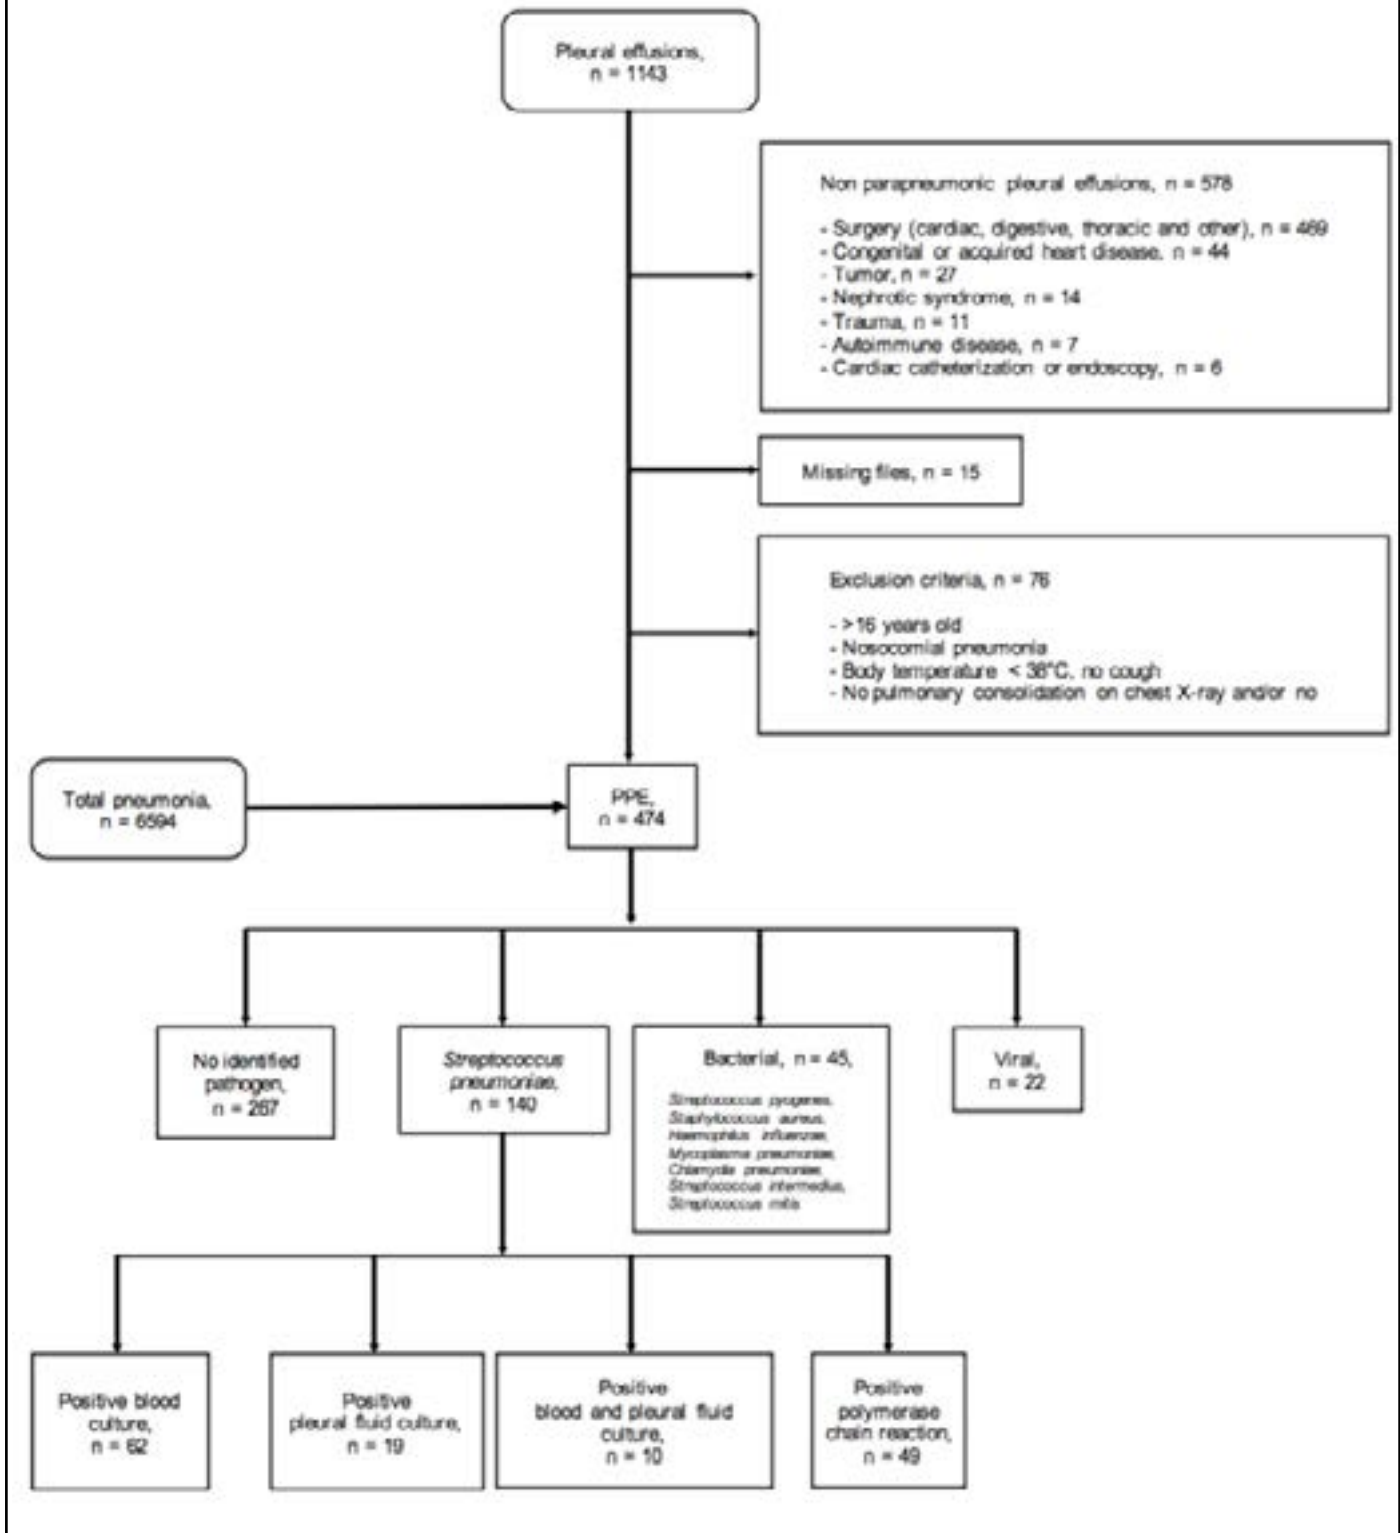 Pleural effusions,
n = 1143
Non parapneumonic pleural effusions, n = 578
- Surgery (cardiac, digestive, thoracic and other), n = 469
- Congenital or acquired heart disease, n = 44
- Tumor, n = 27
- Nephrotic syndrome, n = 14
- Trauma, n = 11
- Autoimmune disease, n = 7
- Cardiac catheterization or endoscopy, n = 6
Missing files, n = 15
Exclusion criteria, n = 76
- >16 years old
- Nosocomial pneumonia
- Body temperature < 38°C, no cough
- No pulmonary consolidation on chest X-ray and/or no
Total pneumonia,
n = 6594
PPE,
n = 474
No identified
pathogen,
n = 267
Streptococcus
pneumoniae,
n = 140
Bacterial, n = 45,
Streptococcus pyogenes,
Staphylococcus aureus,
Haemophilus influenzae,
Mycoplasma pneumoniae,
Chlamydia pneumoniae,
Streptococcus intermedius,
Streptococcus mitis
Viral,
n = 22
Positive blood
culture,
n = 62
Positive
pleural fluid culture,
n = 19
Positive
blood and pleural fluid
culture,
n = 10
Positive
polymerase
chain reaction,
n = 49